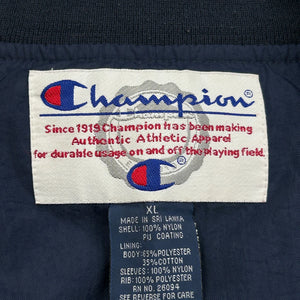 Champion
Since 1919 Champion has been making
Authentic Athletic Apparel
for durable usage on and off the playing field.
XL
MADE IN SRI LANKA
SHELL: 100% NYLON
PU COATING
LINING:
BODY: 65%POLYESTER
35%COTTON
SLEEVES: 100% NYLON
RIB: 100% POLYESTER
RN NO. 26094
SEE REVERSE FOR CARE